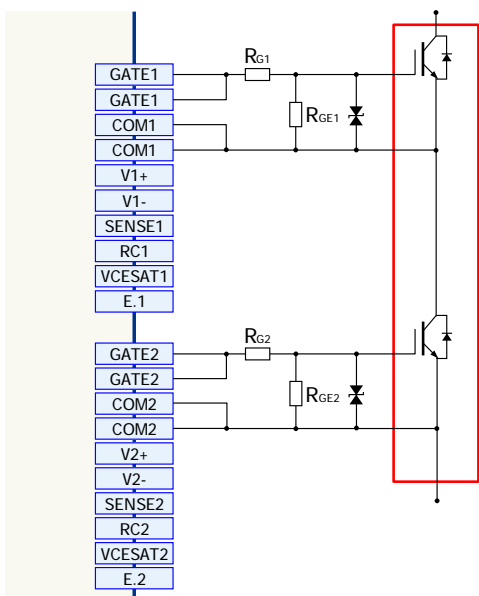 GATE1
RG1
GATE1
COM1
RGE1
COM1
V1+
V1-
SENSE1
RC1
VCESAT1
E.1
GATE2
RG2
GATE2
COM2
RGE2
COM2
V2+
V2-
SENSE2
RC2
VCESAT2
E.2